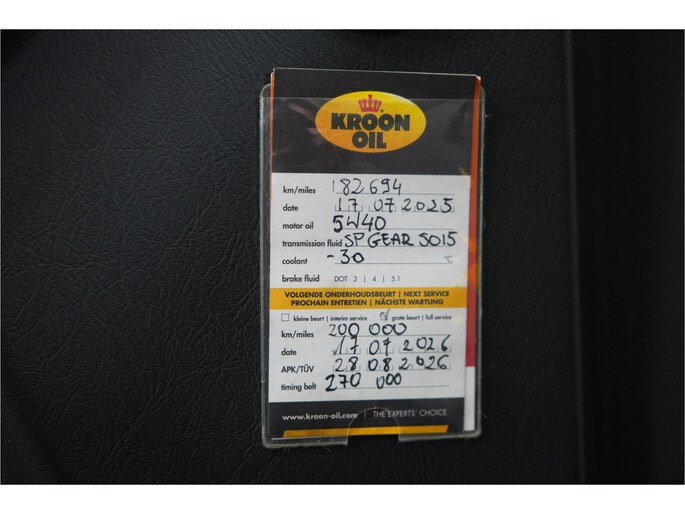 KROON
OIL
km/miles 182694
date 17 07 2025
motor oil 5W40
transmission fluid SP GEAR 5015
coolant -30 °C
brake fluid DOT 3 | 4 | 5.1
VOLGENDE ONDERHOUDSBEURT | NEXT SERVICE
PROCHAIN ENTRETIEN | NÄCHSTE WARTUNG
kleine beurt | interim service grote beurt | full service
km/miles 200 000
date 17 07 2026
APK/TÜV 28 08 2026
timing belt 270 000
www.kroon-oil.com | THE EXPERTS' CHOICE